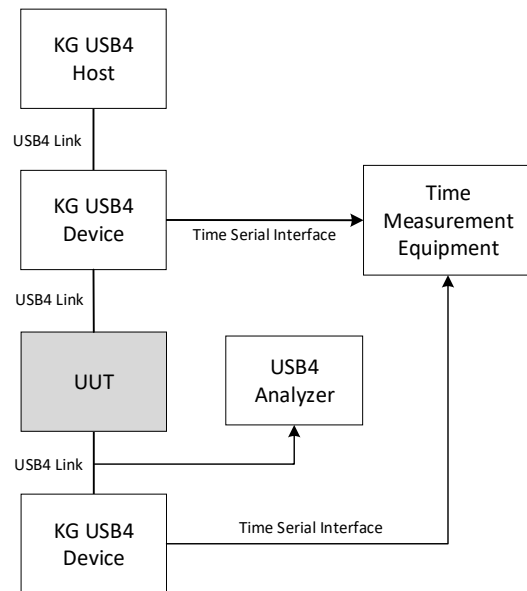 KG USB4
Host
USB4 Link
KG USB4
Device
Time Serial Interface
Time
Measurement
Equipment
USB4 Link
UUT
USB4
Analyzer
USB4 Link
KG USB4
Device
Time Serial Interface